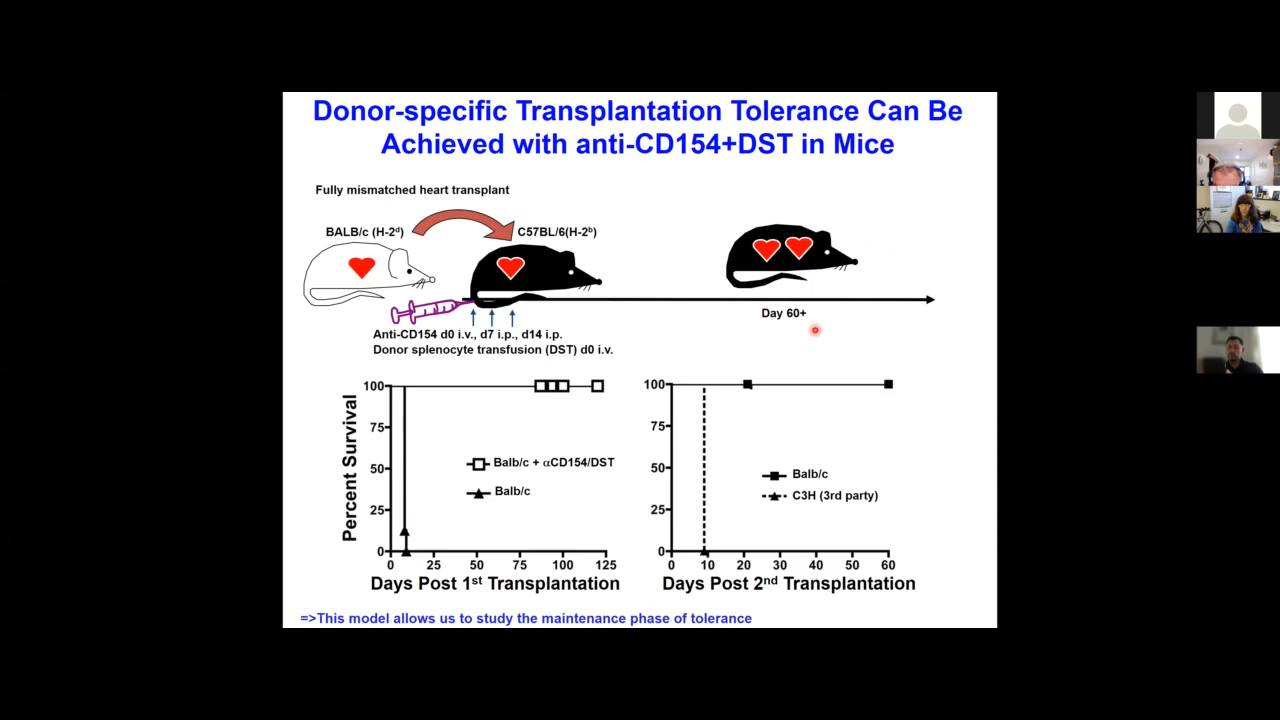 Donor-specific Transplantation Tolerance Can Be
Achieved with anti-CD154+DST in Mice
Fully mismatched heart transplant
BALB/c (H-2ᵈ)
C57BL/6(H-2ᵇ)
Day 60+
Anti-CD154 d0 i.v., d7 i.p., d14 i.p.
Donor splenocyte transfusion (DST) d0 i.v.
Percent Survival
100
75
50
25
0
0 25 50 75 100 125
Days Post 1ˢᵗ Transplantation
Balb/c + αCD154/DST
Balb/c
100
75
50
25
0
0 10 20 30 40 50 60
Days Post 2ⁿᵈ Transplantation
Balb/c
C3H (3rd party)
=>This model allows us to study the maintenance phase of tolerance